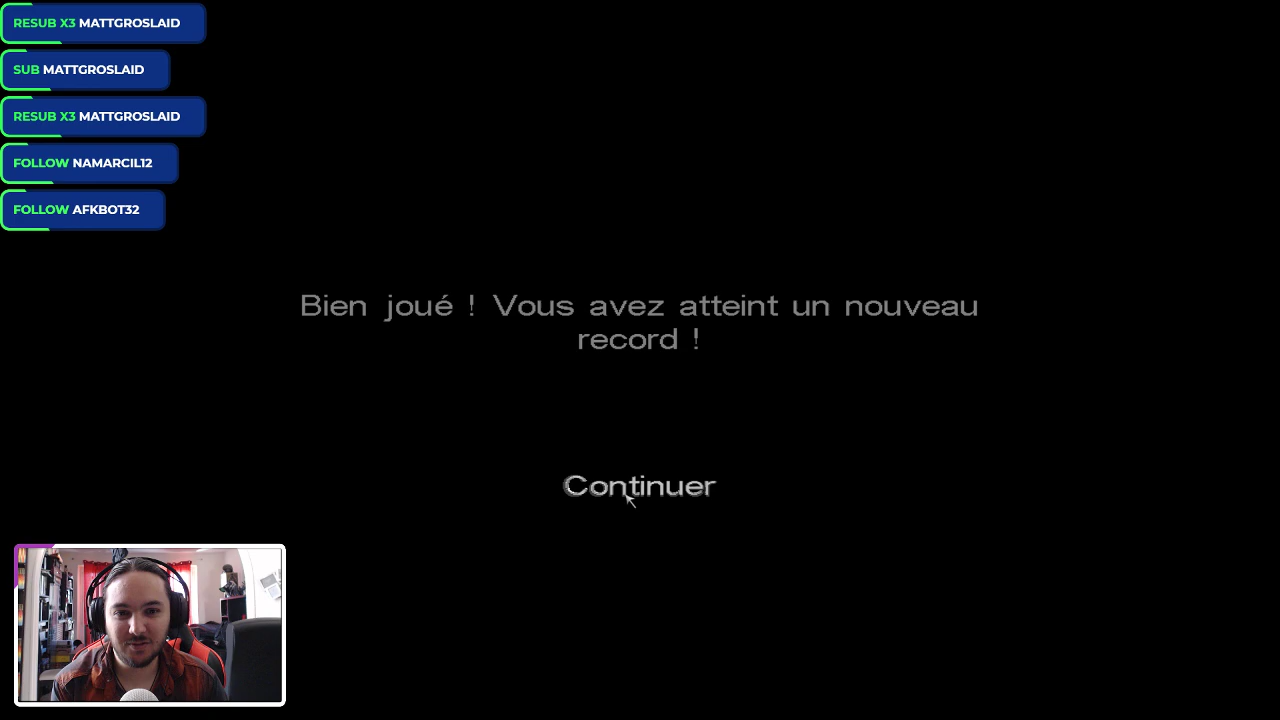 RESUB X3 MATTGROSLAID
SUB MATTGROSLAID
RESUB X3 MATTGROSLAID
FOLLOW NAMARCIL12
FOLLOW AFKBOT32
Bien joué ! Vous avez atteint un nouveau
record !
Continuer